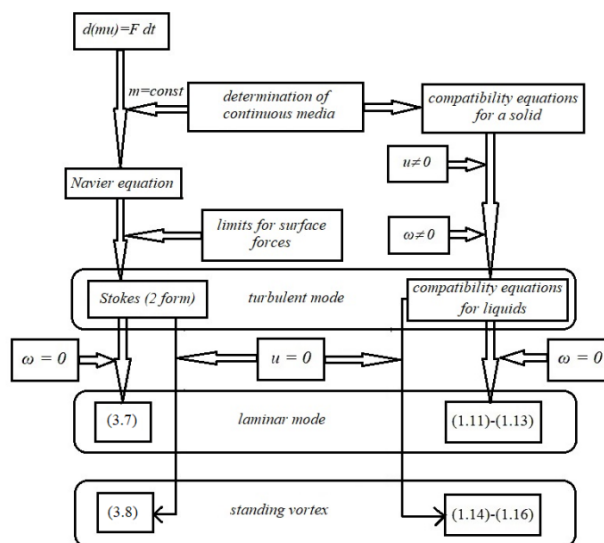 d(mu)=F dt
m=const
determination of
continuous media
compatibility equations
for a solid
u≠0
Navier equation
limits for surface
forces
ω≠0
Stokes (2 form)
turbulent mode
compatibility equations
for liquids
ω = 0
u = 0
ω = 0
(3.7)
laminar mode
(1.11)-(1.13)
(3.8)
standing vortex
(1.14)-(1.16)